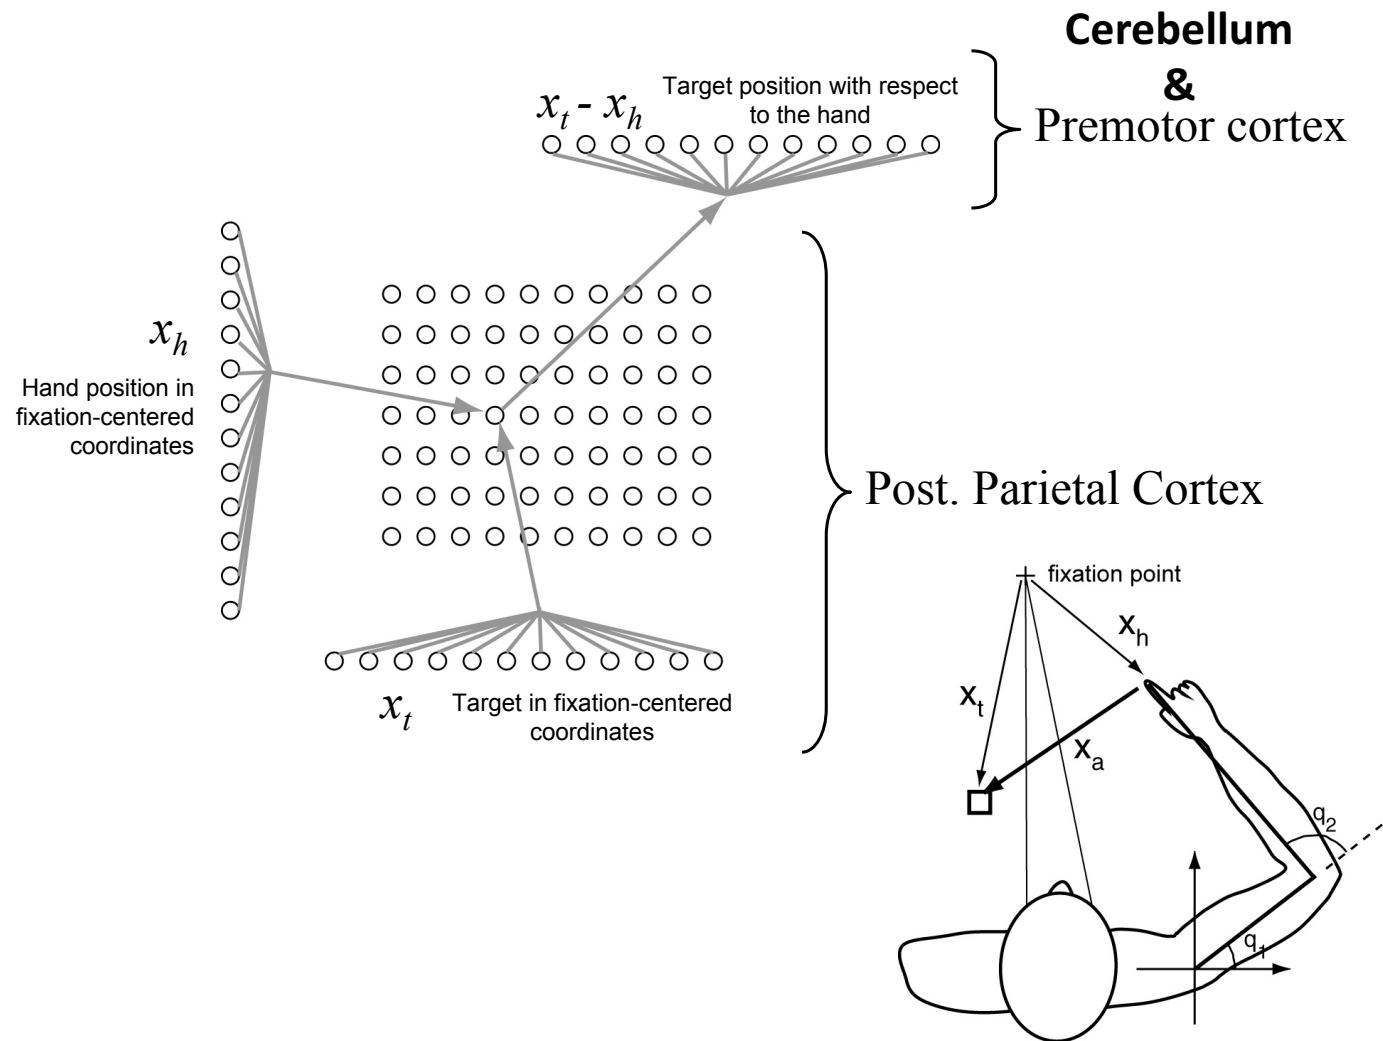 Cerebellum
&
Premotor cortex
x_t - x_h
Target position with respect
to the hand
x_h
Hand position in
fixation-centered
coordinates
Post. Parietal Cortex
x_t
Target in fixation-centered
coordinates
fixation point
x_h
x_t
x_a
q_2
q_1